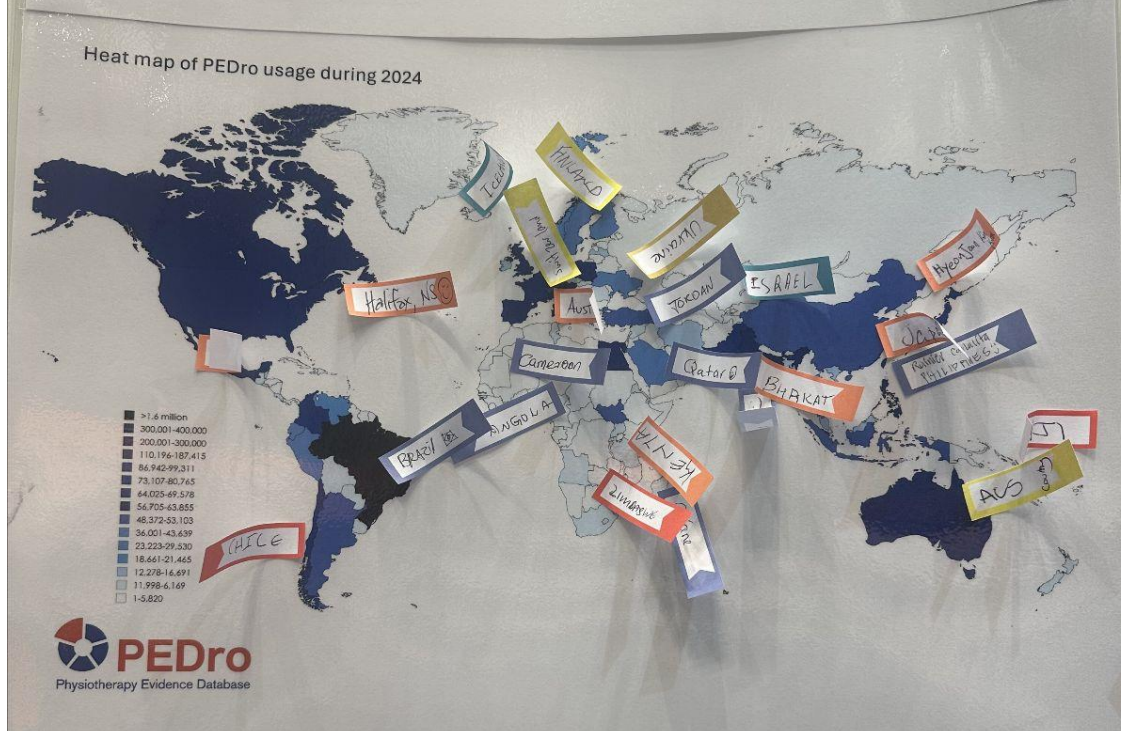 Heat map of PEDro usage during 2024
ICELAND
FINLAND
UKraine
JORDAN
ISRAEL
HyeonJun
Halifax, NS
Aust
Cameroon
Qatar
BHAKAT
PHILIPPINES
ANGOLA
BRAZIL
KENYA
ZIMBABWE
AUS
CHILE
>1.6 million
300,001-400,000
200,001-300,000
110,196-187,415
86,942-99,311
73,107-80,765
64,025-69,578
56,705-63,855
48,372-53,103
36,001-43,639
23,223-29,530
18,661-21,465
12,278-16,691
11,998-6,169
1-5,820
PEDro
Physiotherapy Evidence Database